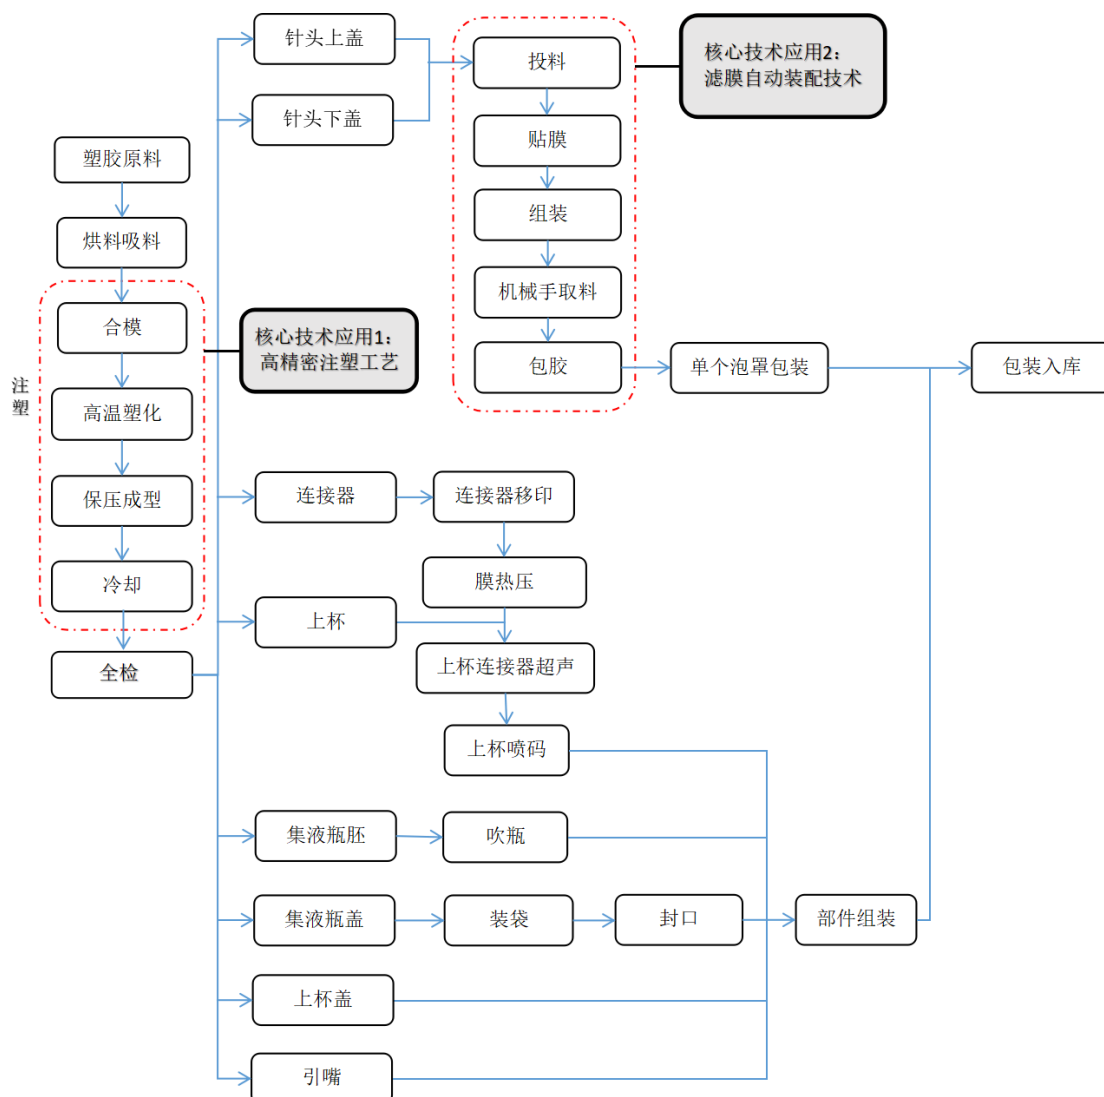 针头上盖
针头下盖
塑胶原料
烘料吸料
注
塑
合模
高温塑化
保压成型
冷却
全检
核心技术应用1：
高精密注塑工艺
投料
贴膜
组装
机械手取料
包胶
核心技术应用2：
滤膜自动装配技术
单个泡罩包装
包装入库
连接器
连接器移印
膜热压
上杯
上杯连接器超声
上杯喷码
集液瓶胚
吹瓶
集液瓶盖
装袋
封口
部件组装
上杯盖
引嘴